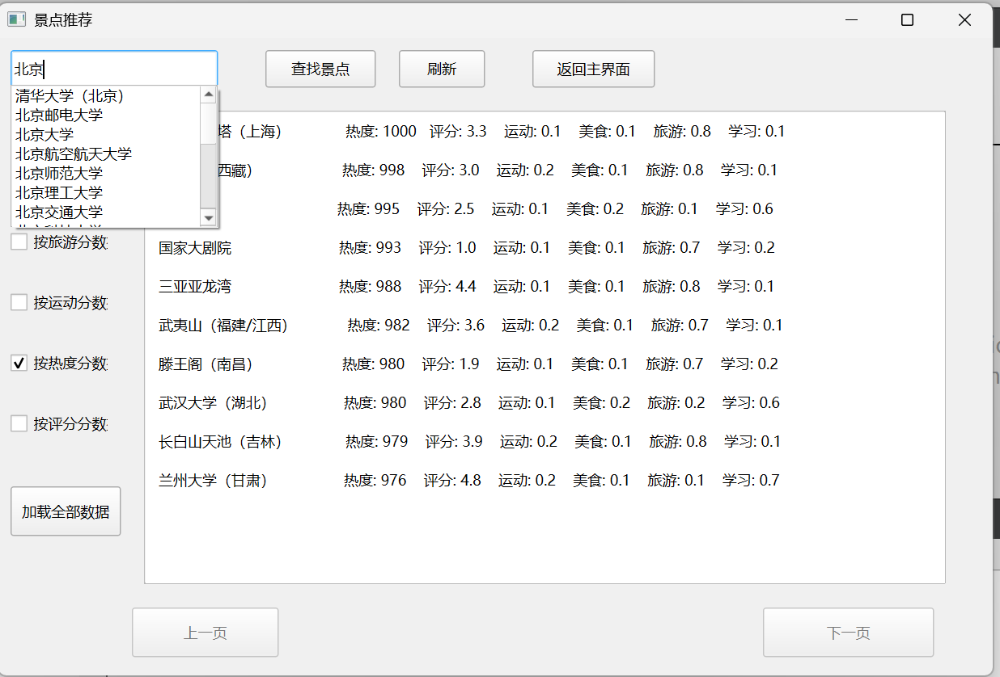 景点推荐
北京
查找景点 刷新 返回主界面
清华大学（北京）
北京邮电大学
北京大学
北京航空航天大学
北京师范大学
北京理工大学
北京交通大学
塔（上海） 热度: 1000 评分: 3.3 运动: 0.1 美食: 0.1 旅游: 0.8 学习: 0.1
西藏） 热度: 998 评分: 3.0 运动: 0.2 美食: 0.1 旅游: 0.8 学习: 0.1
热度: 995 评分: 2.5 运动: 0.1 美食: 0.2 旅游: 0.1 学习: 0.6
国家大剧院 热度: 993 评分: 1.0 运动: 0.1 美食: 0.1 旅游: 0.7 学习: 0.2
三亚亚龙湾 热度: 988 评分: 4.4 运动: 0.1 美食: 0.1 旅游: 0.8 学习: 0.1
武夷山（福建/江西） 热度: 982 评分: 3.6 运动: 0.2 美食: 0.1 旅游: 0.7 学习: 0.1
滕王阁（南昌） 热度: 980 评分: 1.9 运动: 0.1 美食: 0.1 旅游: 0.7 学习: 0.2
武汉大学（湖北） 热度: 980 评分: 2.8 运动: 0.1 美食: 0.2 旅游: 0.2 学习: 0.6
长白山天池（吉林） 热度: 979 评分: 3.9 运动: 0.2 美食: 0.1 旅游: 0.8 学习: 0.1
兰州大学（甘肃） 热度: 976 评分: 4.8 运动: 0.2 美食: 0.1 旅游: 0.1 学习: 0.7
按旅游分数
按运动分数
按热度分数
按评分分数
加载全部数据
上一页 下一页